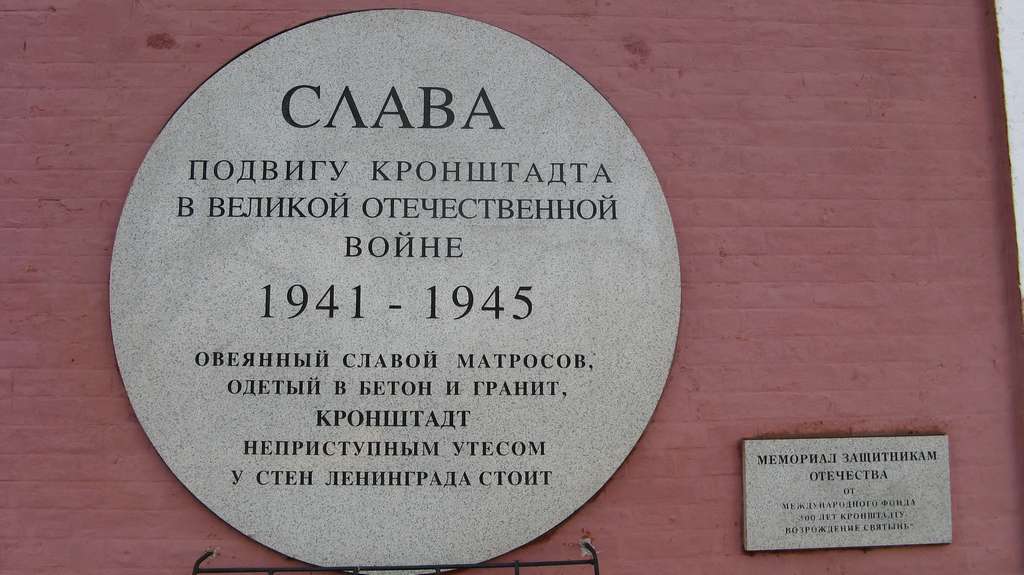 СЛАВА
ПОДВИГУ КРОНШТАДТА
В ВЕЛИКОЙ ОТЕЧЕСТВЕННОЙ
ВОЙНЕ
1941 - 1945
ОВЕЯННЫЙ СЛАВОЙ МАТРОСОВ,
ОДЕТЫЙ В БЕТОН И ГРАНИТ,
КРОНШТАДТ
НЕПРИСТУПНЫМ УТЕСОМ
У СТЕН ЛЕНИНГРАДА СТОИТ
МЕМОРИАЛ ЗАЩИТНИКАМ
ОТЕЧЕСТВА
ОТ
МЕЖДУНАРОДНОГО ФОНДА
"300 ЛЕТ КРОНШТАДТУ-
ВОЗРОЖДЕНИЕ СВЯТЫНЬ"